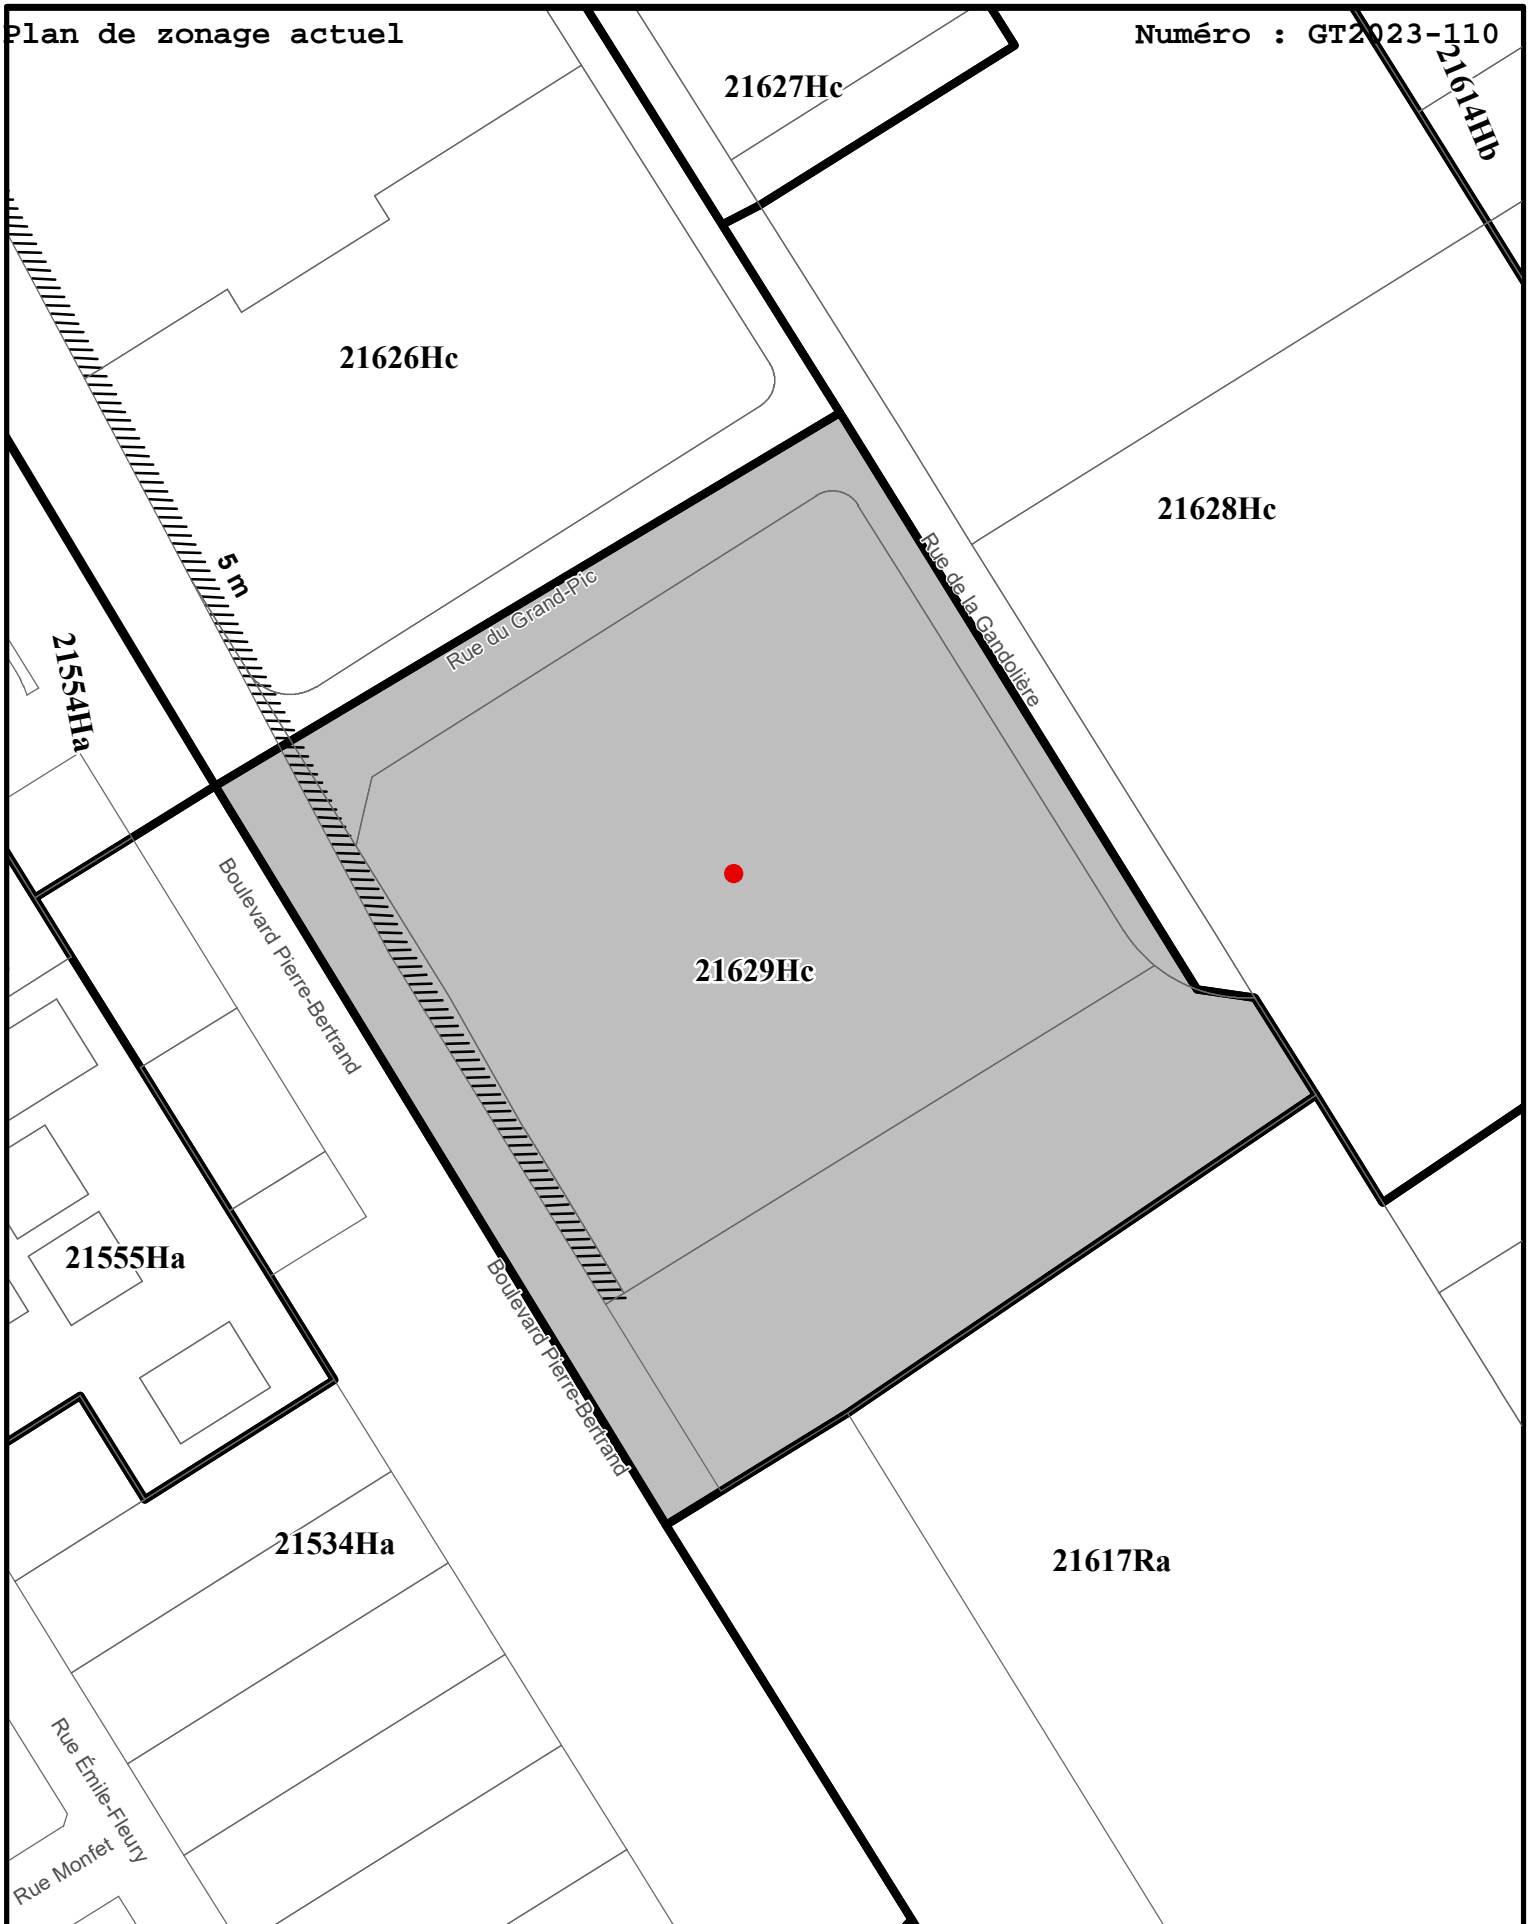 Plan de zonage actuel
Numéro : GT2023-110
21627Hc
21614Hb
21626Hc
21628Hc
5 m
Rue du Grand-Pic
Rue de la Gandolière
21554Ha
Boulevard Pierre-Bertrand
21629Hc
21555Ha
Boulevard Pierre-Bertrand
21534Ha
21617Ra
Rue Émile-Fleury
Rue Monfet